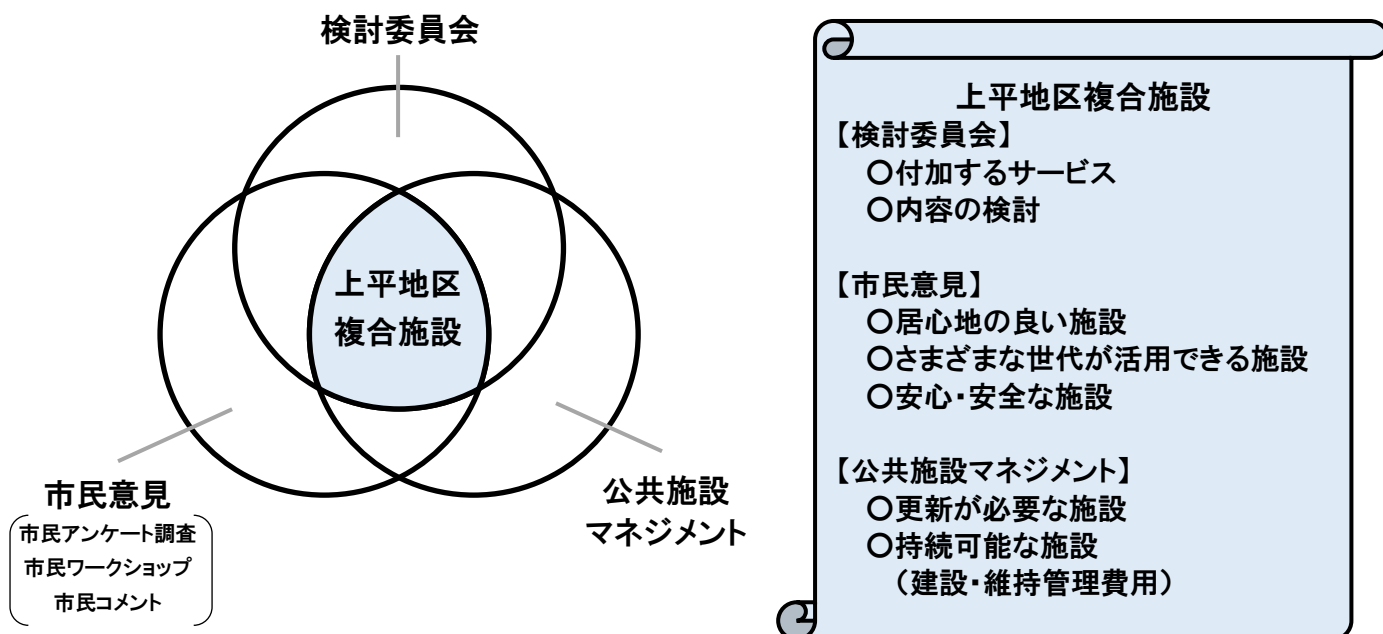 検討委員会
上平地区
複合施設
市民意見
市民アンケート調査
市民ワークショップ
市民コメント
公共施設
マネジメント
上平地区複合施設
【検討委員会】
〇付加するサービス
〇内容の検討
【市民意見】
〇居心地の良い施設
〇さまざまな世代が活用できる施設
〇安心・安全な施設
【公共施設マネジメント】
〇更新が必要な施設
〇持続可能な施設
（建設・維持管理費用）